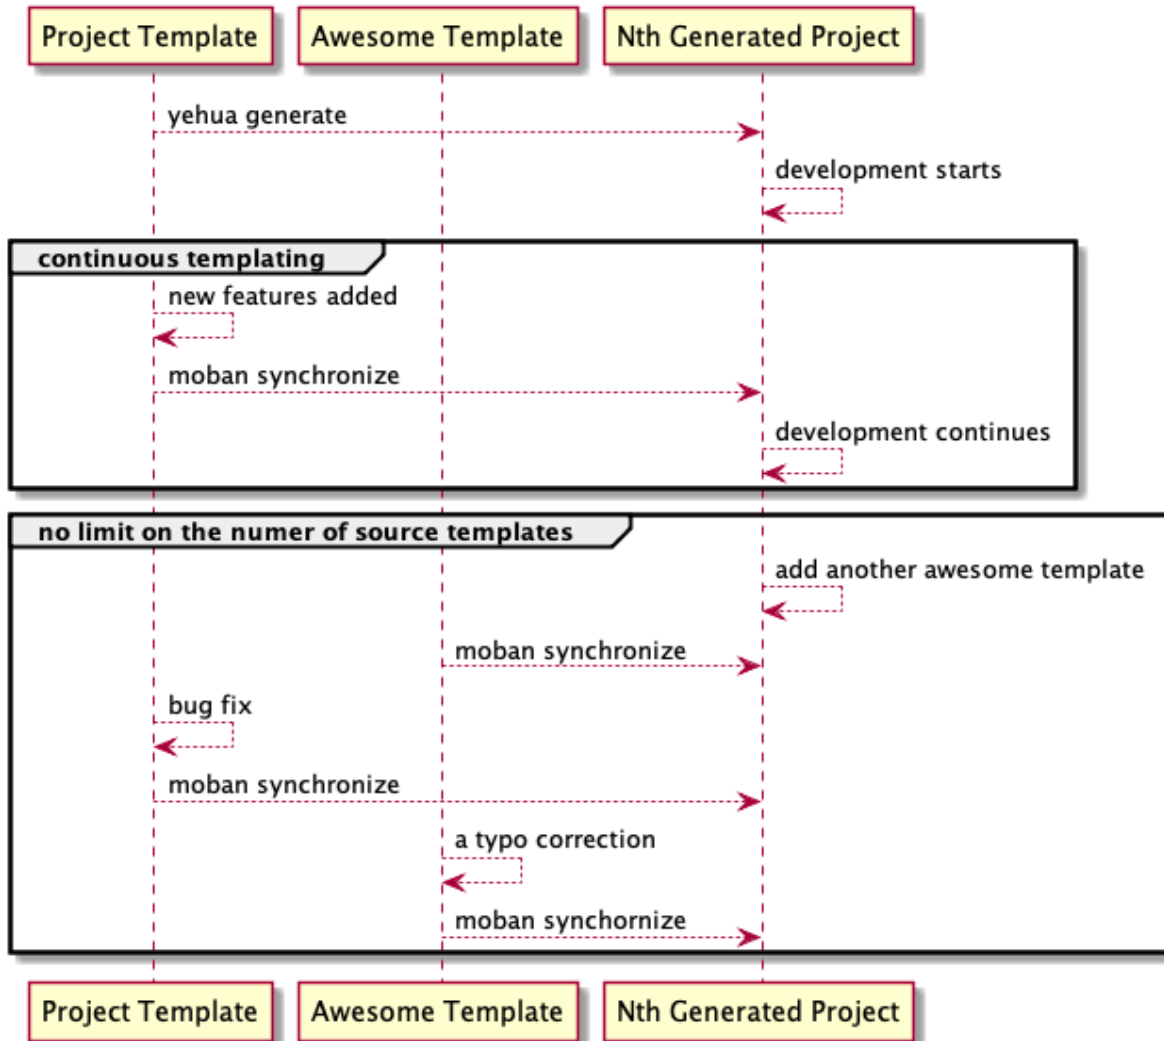 Project Template
Awesome Template
Nth Generated Project
yehua generate
development starts
continuous templating
new features added
moban synchronize
development continues
no limit on the numer of source templates
add another awesome template
moban synchronize
bug fix
moban synchronize
a typo correction
moban synchornize
Project Template
Awesome Template
Nth Generated Project